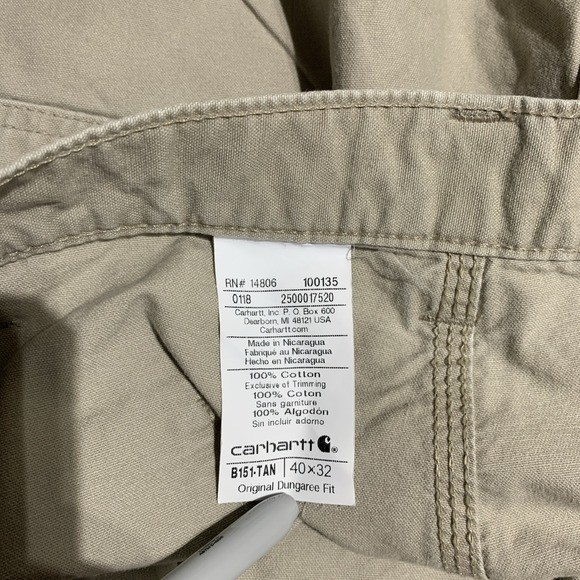 RN# 14806 100135
0118 2500017520
Carhartt, Inc. P. O. Box 600
Dearborn, MI 48121 USA
Carhartt.com
Made in Nicaragua
Fabriqué au Nicaragua
Hecho en Nicaragua
100% Cotton
Exclusive of Trimming
100% Coton
Sans garniture
100% Algodón
Sin incluir adorno
carhartt
B151-TAN 40×32
Original Dungaree Fit